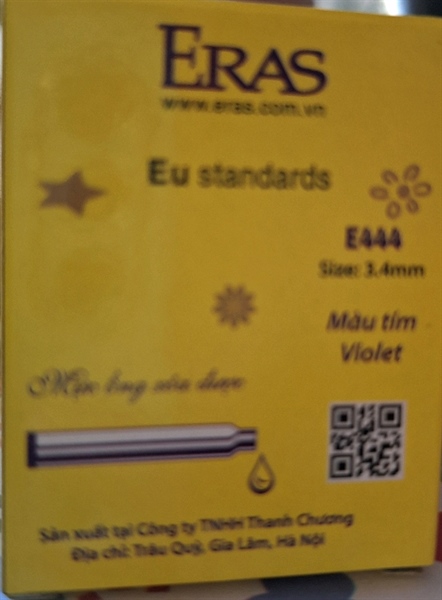 ERAS
www.eras.com.vn
Eu standards
E444
Size: 3.4mm
Màu tím
Violet
Mực ống xóa được
Sản xuất tại Công ty TNHH Thanh Chương
Địa chỉ: Trâu Quỳ, Gia Lâm, Hà Nội